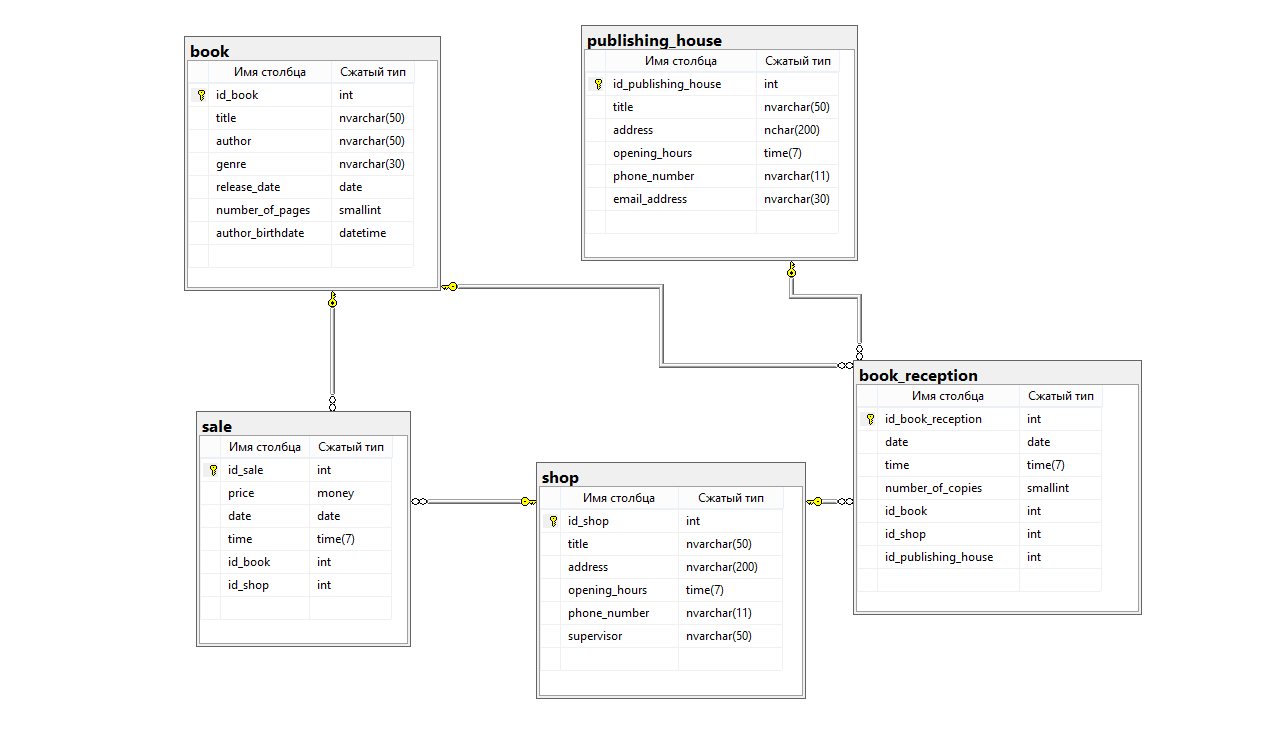 book
Имя столбца Сжатый тип
id_book int
title nvarchar(50)
author nvarchar(50)
genre nvarchar(30)
release_date date
number_of_pages smallint
author_birthdate datetime
publishing_house
Имя столбца Сжатый тип
id_publishing_house int
title nvarchar(50)
address nchar(200)
opening_hours time(7)
phone_number nvarchar(11)
email_address nvarchar(30)
sale
Имя столбца Сжатый тип
id_sale int
price money
date date
time time(7)
id_book int
id_shop int
shop
Имя столбца Сжатый тип
id_shop int
title nvarchar(50)
address nvarchar(200)
opening_hours time(7)
phone_number nvarchar(11)
supervisor nvarchar(50)
book_reception
Имя столбца Сжатый тип
id_book_reception int
date date
time time(7)
number_of_copies smallint
id_book int
id_shop int
id_publishing_house int